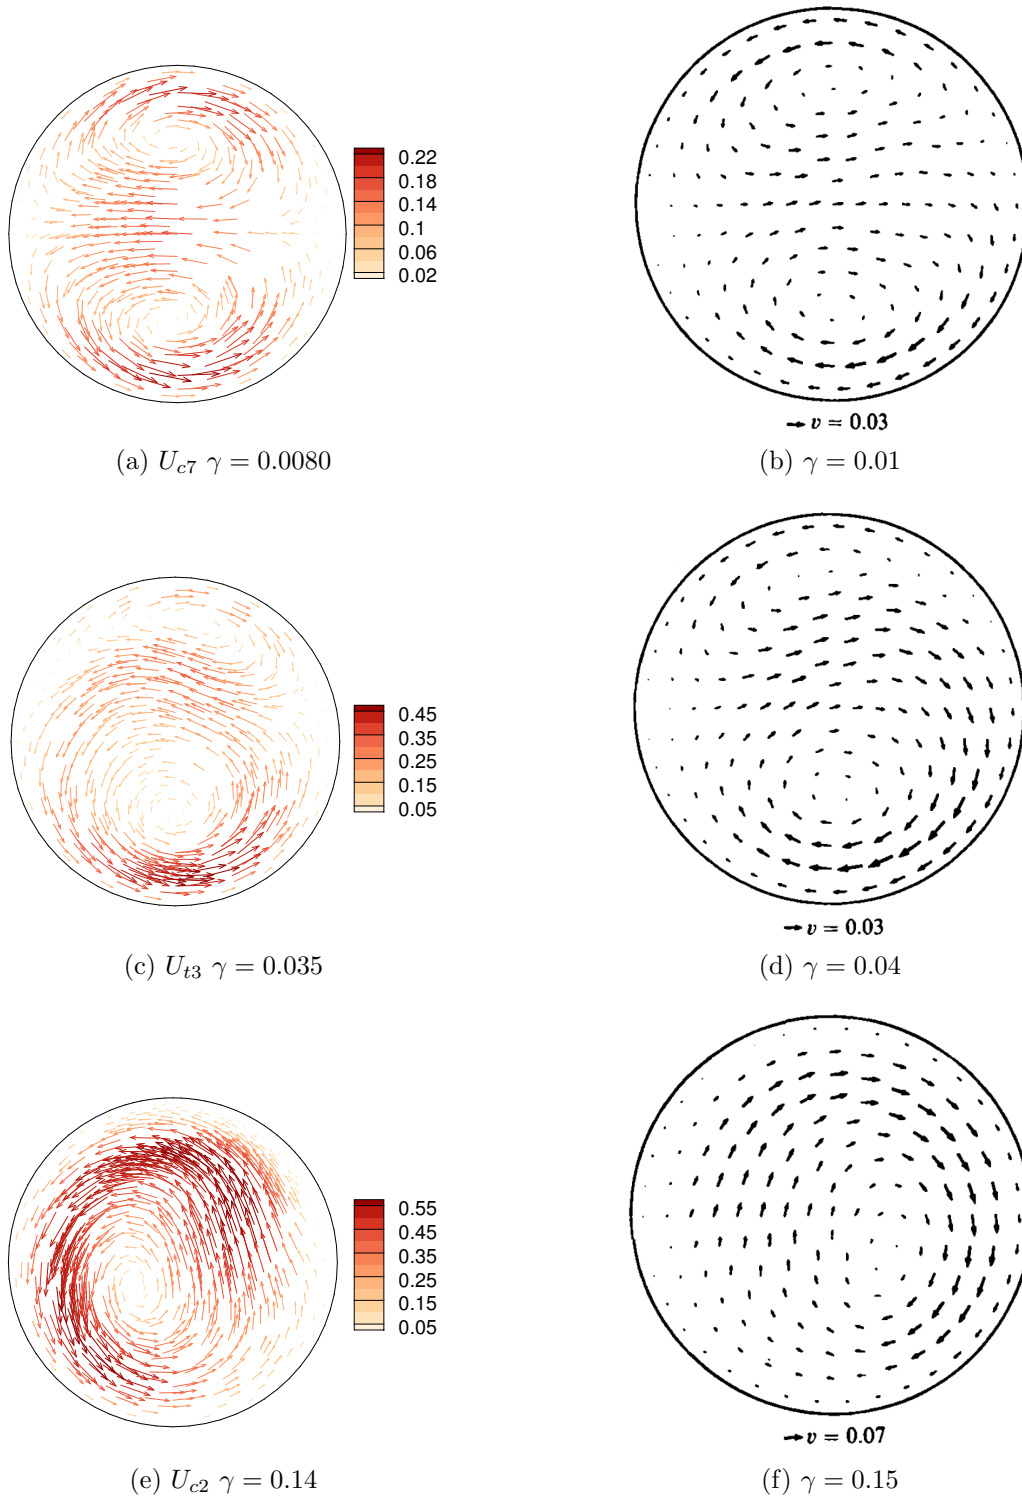 0.22
0.18
0.14
0.1
0.06
0.02
v = 0.03
(a) U_{c7} γ = 0.0080
(b) γ = 0.01
0.45
0.35
0.25
0.15
0.05
v = 0.03
(c) U_{t3} γ = 0.035
(d) γ = 0.04
0.55
0.45
0.35
0.25
0.15
0.05
v = 0.07
(e) U_{c2} γ = 0.14
(f) γ = 0.15